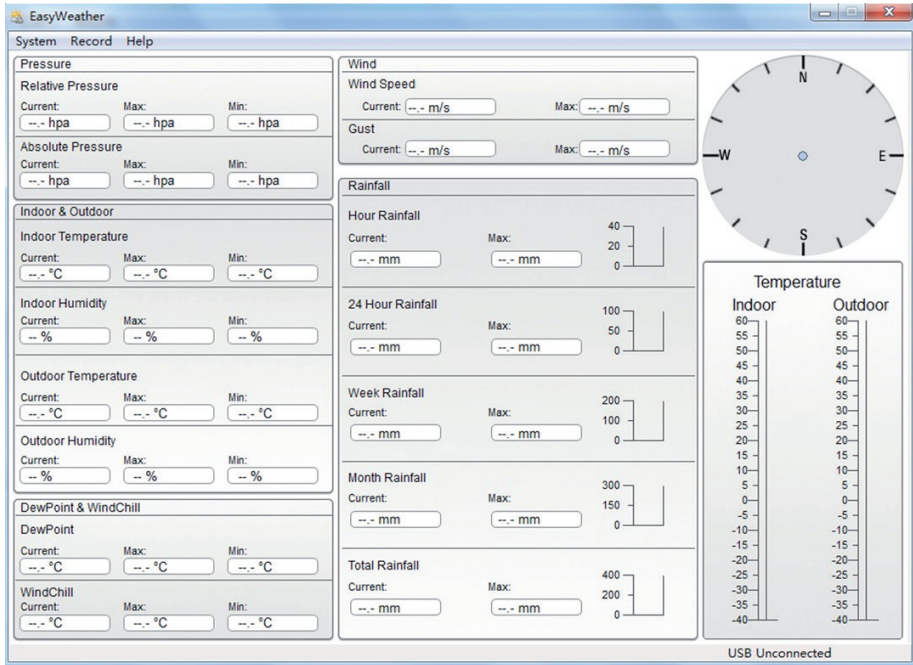 EasyWeather
System Record Help
Pressure
Relative Pressure
Current: Max: Min:
--.- hpa --.- hpa --.- hpa
Absolute Pressure
Current: Max: Min:
--.- hpa --.- hpa --.- hpa
Indoor & Outdoor
Indoor Temperature
Current: Max: Min:
--.- °C --.- °C --.- °C
Indoor Humidity
Current: Max: Min:
-- % -- % -- %
Outdoor Temperature
Current: Max: Min:
--.- °C --.- °C --.- °C
Outdoor Humidity
Current: Max: Min:
-- % -- % -- %
DewPoint & WindChill
DewPoint
Current: Max: Min:
--.- °C --.- °C --.- °C
WindChill
Current: Max: Min:
--.- °C --.- °C --.- °C
Wind
Wind Speed
Current: --.- m/s Max: --.- m/s
Gust
Current: --.- m/s Max: --.- m/s
Rainfall
Hour Rainfall
Current: Max:
--.- mm --.- mm
40
20
0
24 Hour Rainfall
Current: Max:
--.- mm --.- mm
100
50
0
Week Rainfall
Current: Max:
--.- mm --.- mm
200
100
0
Month Rainfall
Current: Max:
--.- mm --.- mm
300
150
0
Total Rainfall
Current: Max:
--.- mm --.- mm
400
200
0
N
W E
S
Temperature
Indoor Outdoor
60 60
55 55
50 50
45 45
40 40
35 35
30 30
25 25
20 20
15 15
10 10
5 5
0 0
-5 -5
-10 -10
-15 -15
-20 -20
-25 -25
-30 -30
-35 -35
-40 -40
USB Unconnected